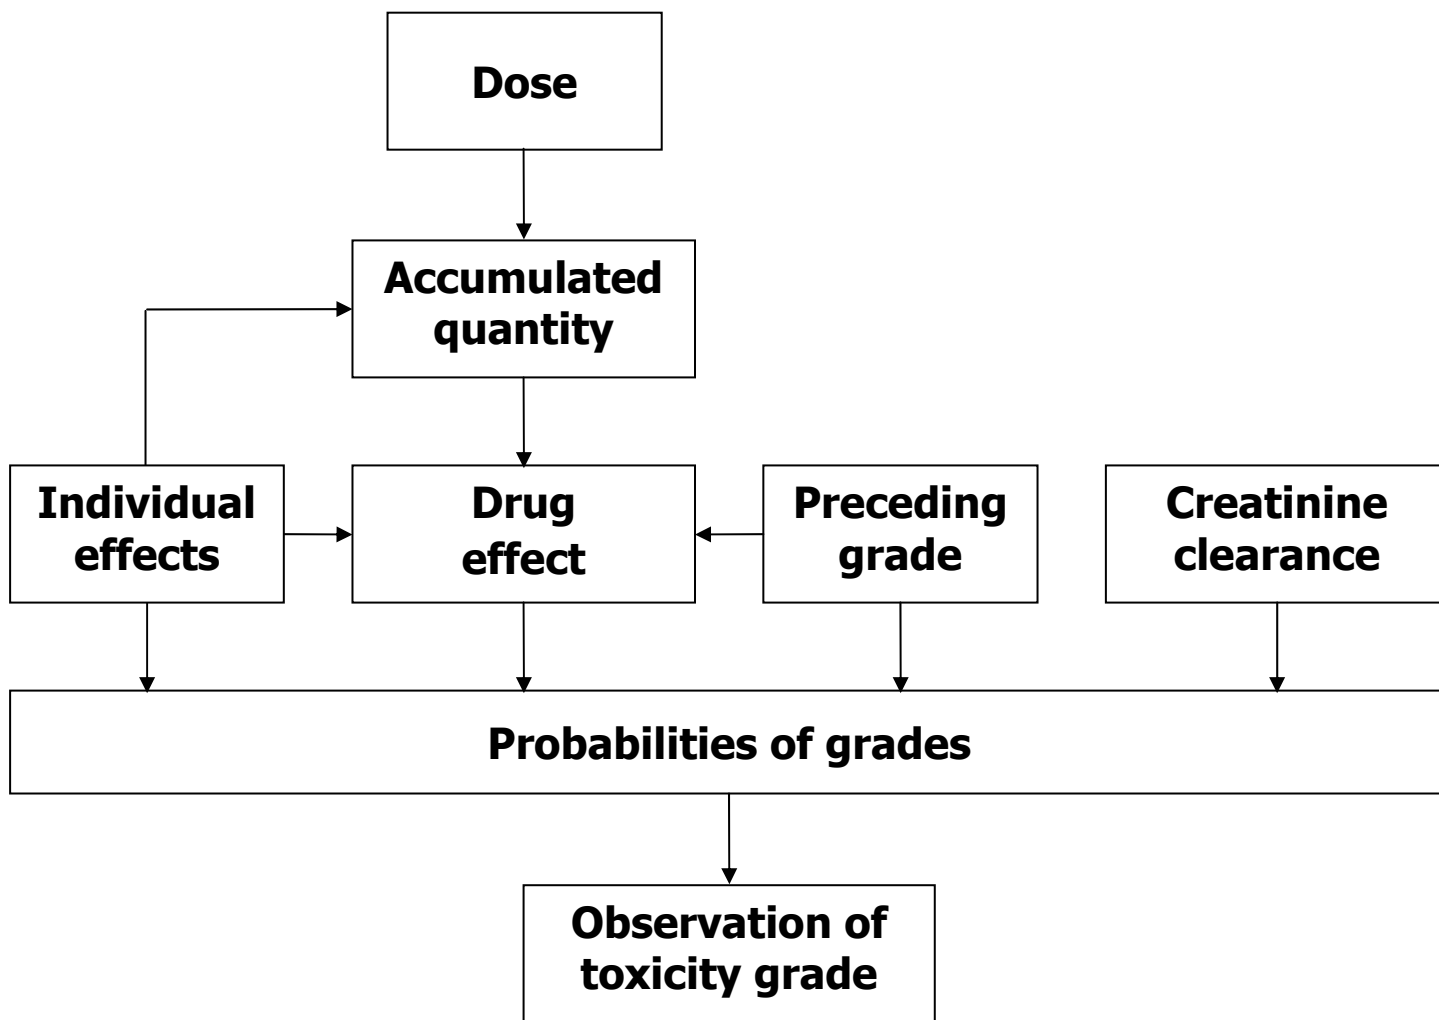 Dose
Accumulated
quantity
Individual
effects
Drug
effect
Preceding
grade
Creatinine
clearance
Probabilities of grades
Observation of
toxicity grade